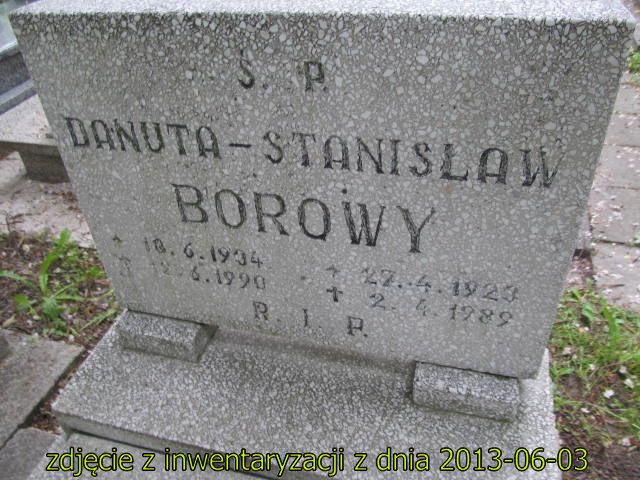 Ś. P.
DANUTA-STANISŁAW
BOROWY
* 18.6.1934
12.6.1990
* 27.4.1923
✝ 2.4.1989
R. I. P.
zdjęcie z inwentaryzacji z dnia 2013-06-03